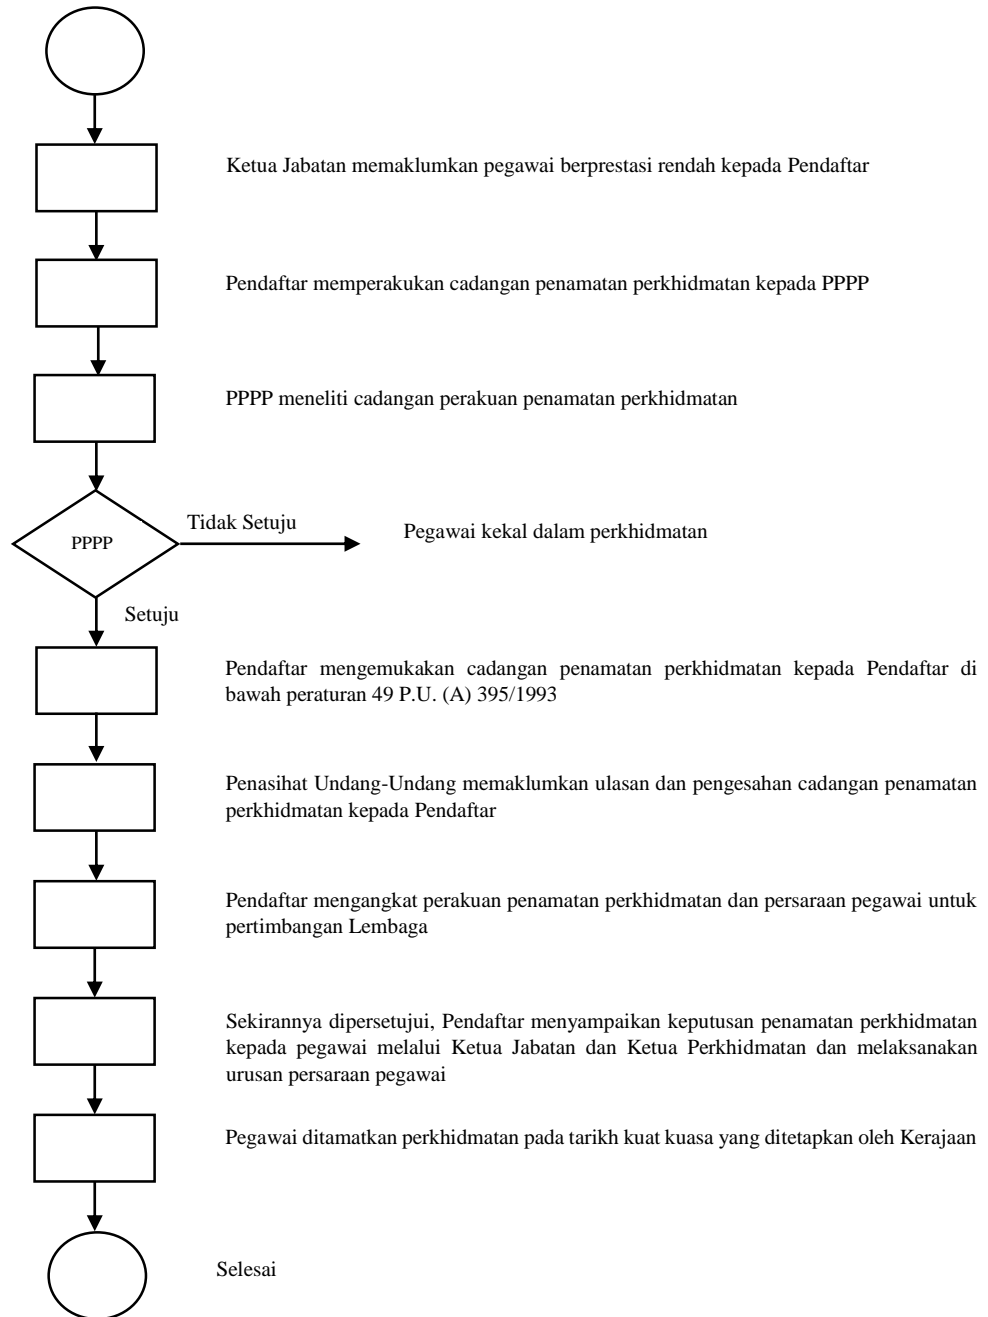 Ketua Jabatan memaklumkan pegawai berprestasi rendah kepada Pendaftar
Pendaftar memperakukan cadangan penamatan perkhidmatan kepada PPPP
PPPP meneliti cadangan perakuan penamatan perkhidmatan
PPPP
Tidak Setuju
Pegawai kekal dalam perkhidmatan
Setuju
Pendaftar mengemukakan cadangan penamatan perkhidmatan kepada Pendaftar di
bawah peraturan 49 P.U. (A) 395/1993
Penasihat Undang-Undang memaklumkan ulasan dan pengesahan cadangan penamatan
perkhidmatan kepada Pendaftar
Pendaftar mengangkat perakuan penamatan perkhidmatan dan persaraan pegawai untuk
pertimbangan Lembaga
Sekirannya dipersetujui, Pendaftar menyampaikan keputusan penamatan perkhidmatan
kepada pegawai melalui Ketua Jabatan dan Ketua Perkhidmatan dan melaksanakan
urusan persaraan pegawai
Pegawai ditamatkan perkhidmatan pada tarikh kuat kuasa yang ditetapkan oleh Kerajaan
Selesai